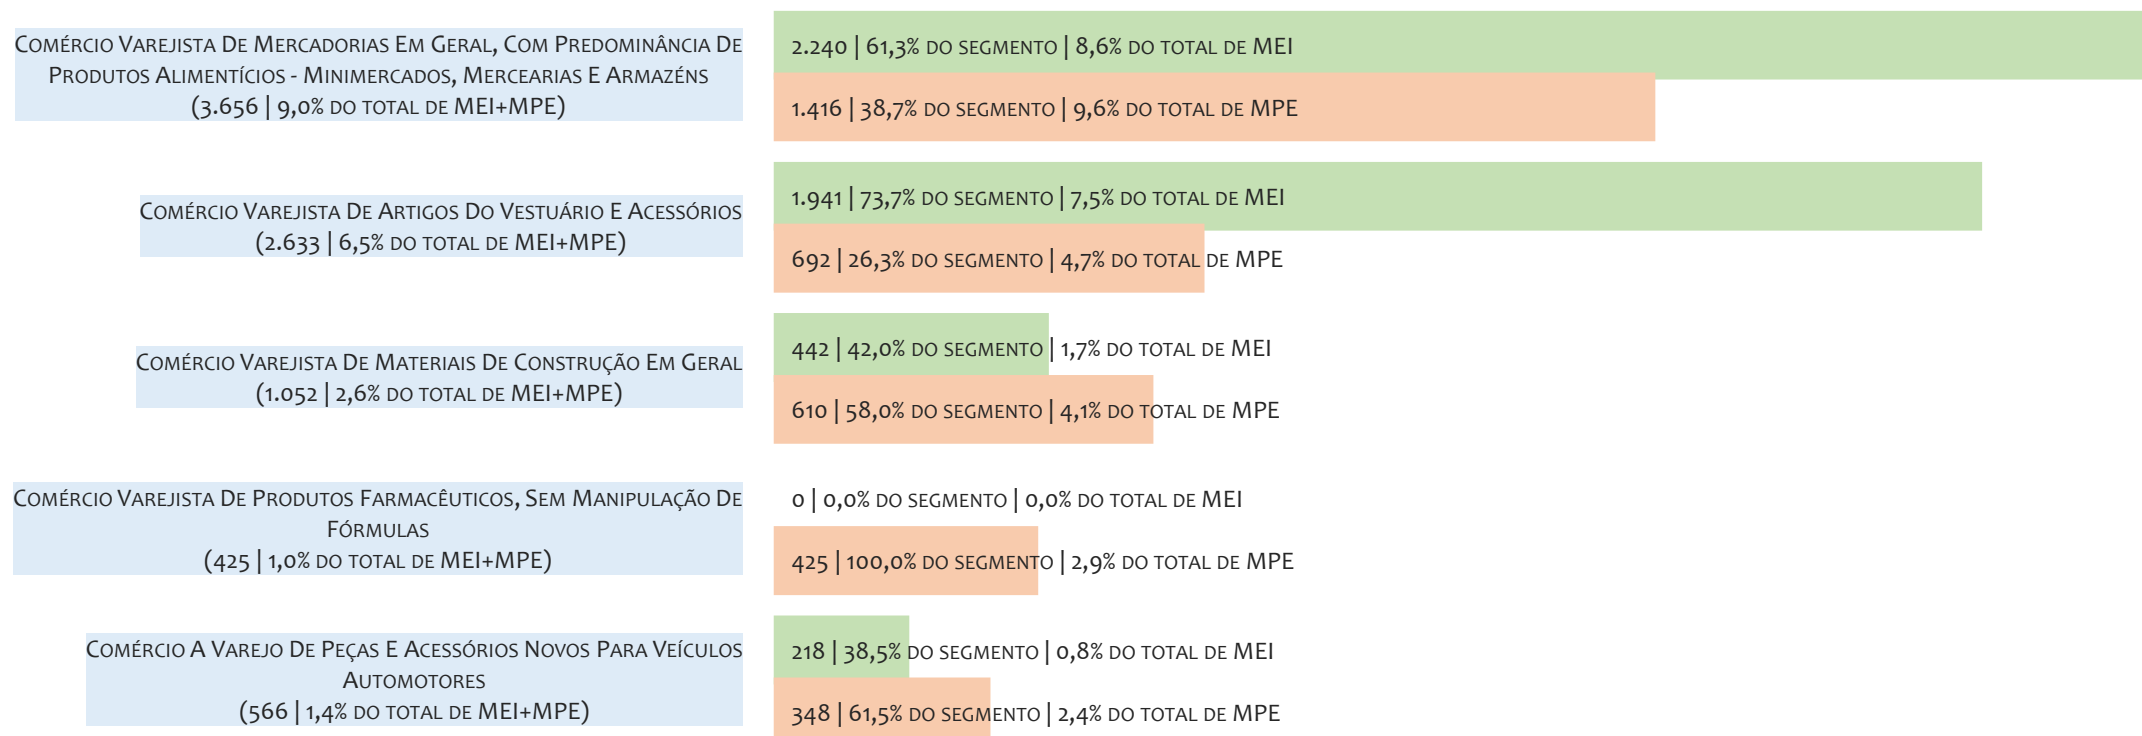 Comércio Varejista De Mercadorias Em Geral, Com Predominância De
Produtos Alimentícios - Minimercados, Mercearias E Armazéns
(3.656 | 9,0% do total de MEI+MPE)
2.240 | 61,3% do segmento | 8,6% do total de MEI
1.416 | 38,7% do segmento | 9,6% do total de MPE
Comércio Varejista De Artigos Do Vestuário E Acessórios
(2.633 | 6,5% do total de MEI+MPE)
1.941 | 73,7% do segmento | 7,5% do total de MEI
692 | 26,3% do segmento | 4,7% do total de MPE
Comércio Varejista De Materiais De Construção Em Geral
(1.052 | 2,6% do total de MEI+MPE)
442 | 42,0% do segmento | 1,7% do total de MEI
610 | 58,0% do segmento | 4,1% do total de MPE
Comércio Varejista De Produtos Farmacêuticos, Sem Manipulação De
Fórmulas
(425 | 1,0% do total de MEI+MPE)
0 | 0,0% do segmento | 0,0% do total de MEI
425 | 100,0% do segmento | 2,9% do total de MPE
Comércio A Varejo De Peças E Acessórios Novos Para Veículos
Automotores
(566 | 1,4% do total de MEI+MPE)
218 | 38,5% do segmento | 0,8% do total de MEI
348 | 61,5% do segmento | 2,4% do total de MPE